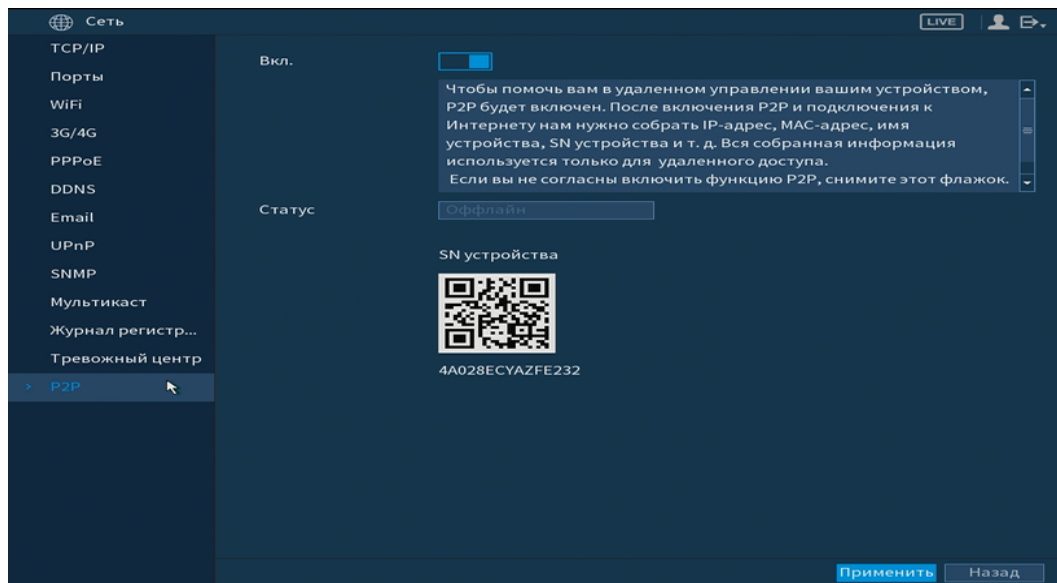 Сеть
LIVE
TCP/IP
Порты
WiFi
3G/4G
PPPoE
DDNS
Email
UPnP
SNMP
Мультикаст
Журнал регистр...
Тревожный центр
> P2P
Вкл.
Чтобы помочь вам в удаленном управлении вашим устройством,
P2P будет включен. После включения P2P и подключения к
Интернету нам нужно собрать IP-адрес, MAC-адрес, имя
устройства, SN устройства и т. д. Вся собранная информация
используется только для удаленного доступа.
Если вы не согласны включить функцию P2P, снимите этот флажок.
Статус
Оффлайн
SN устройства
4A028ECYAZFE232
Применить
Назад